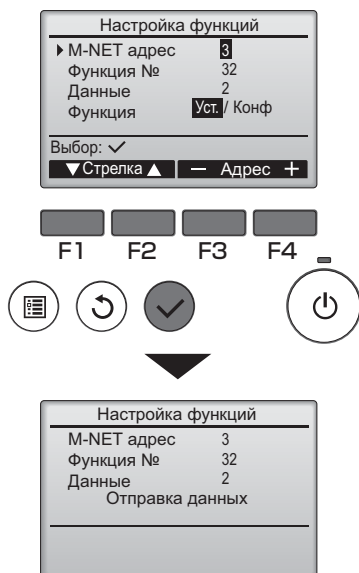 Настройка функций
M-NET адрес 3
Функция № 32
Данные 2
Функция Уст. / Конф
Выбор: ✓
▼Стрелка▲ — Адрес +
F1 F2 F3 F4
Настройка функций
M-NET адрес 3
Функция № 32
Данные 2
Отправка данных